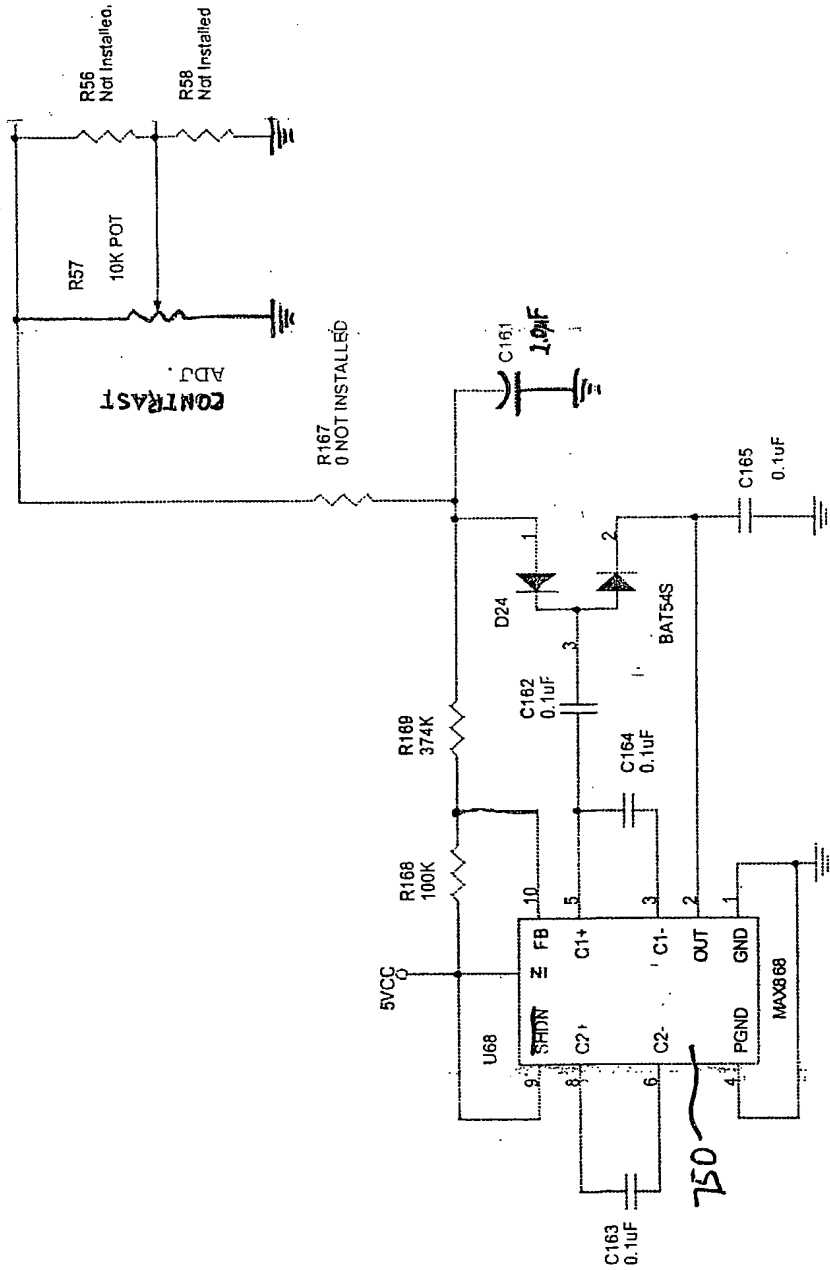 R56
Not Installed.
R58
Not Installed
R57
10K POT
CONTRAST
ADJ.
R167
0 NOT INSTALLED
C161
1.0µF
D24
1
2
3
BAT54S
C165
0.1uF
R169
374K
C162
0.1uF
C164
0.1uF
R168
100K
5VCC
U68
SHDN
IN
FB
C2+
C1+
C2-
C1-
OUT
PGND
GND
9
10
8
5
6
3
2
4
1
MAX868
750
C163
0.1uF